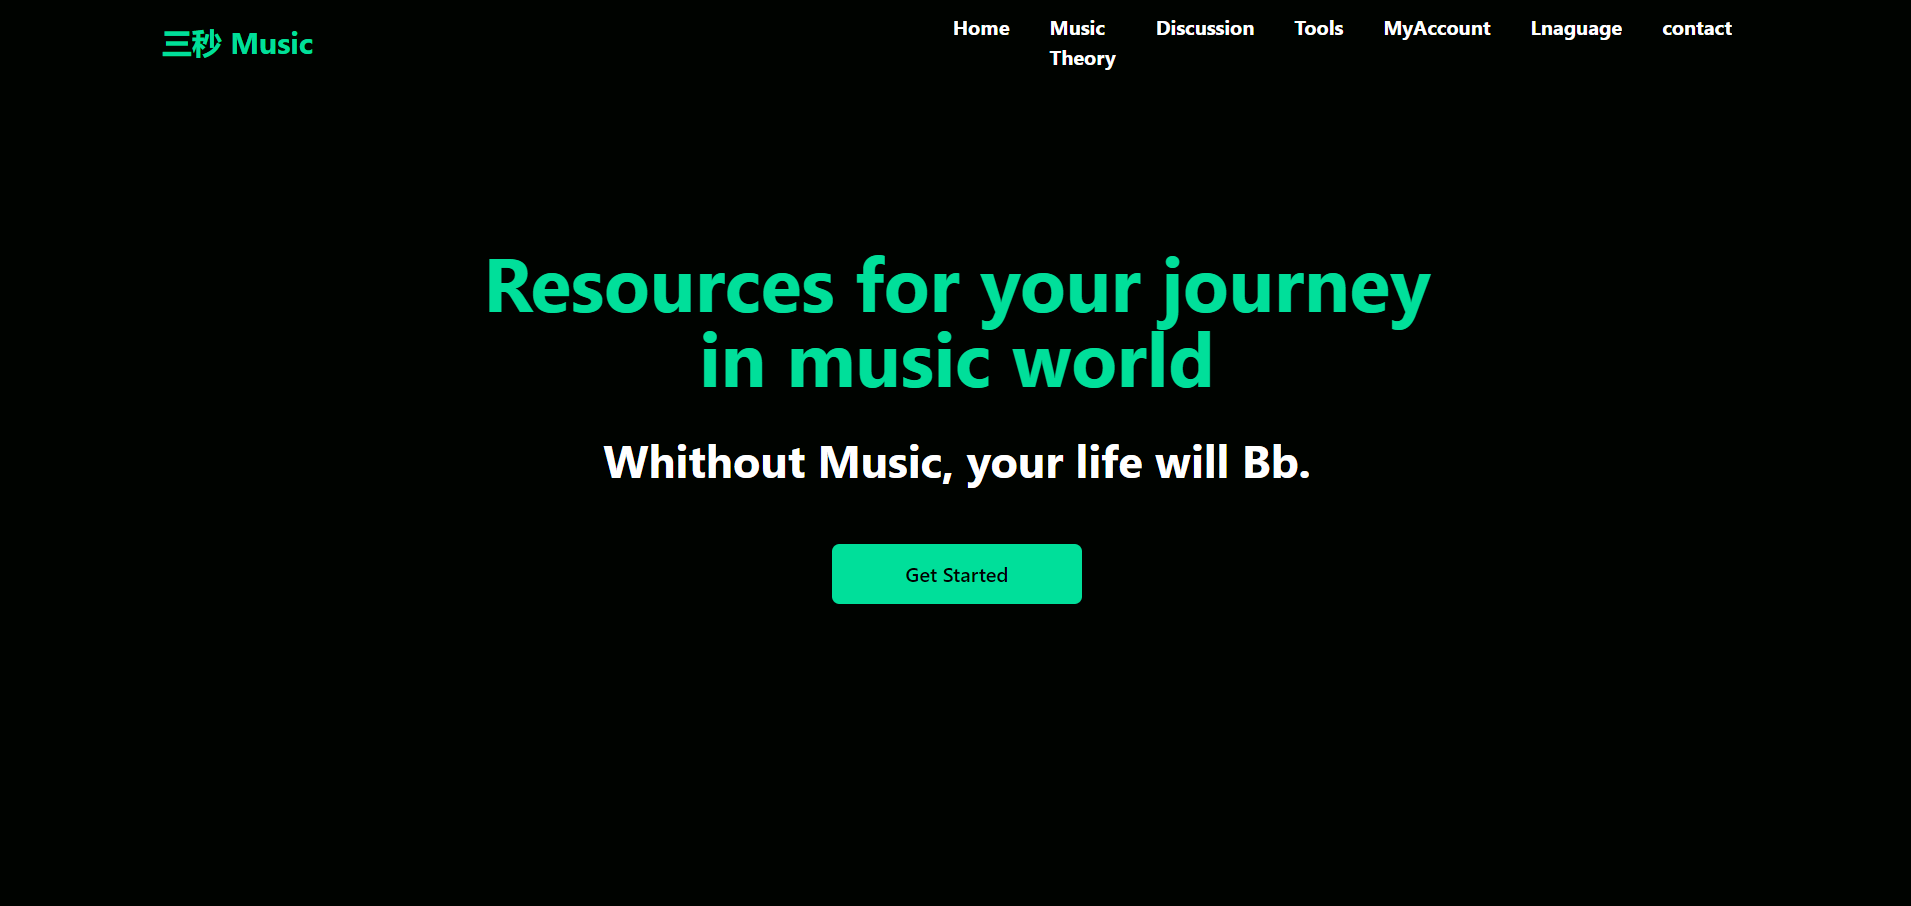 三秒 Music
Home
Music
Theory
Discussion
Tools
MyAccount
Lnaguage
contact
Resources for your journey
in music world
Whithout Music, your life will Bb.
Get Started